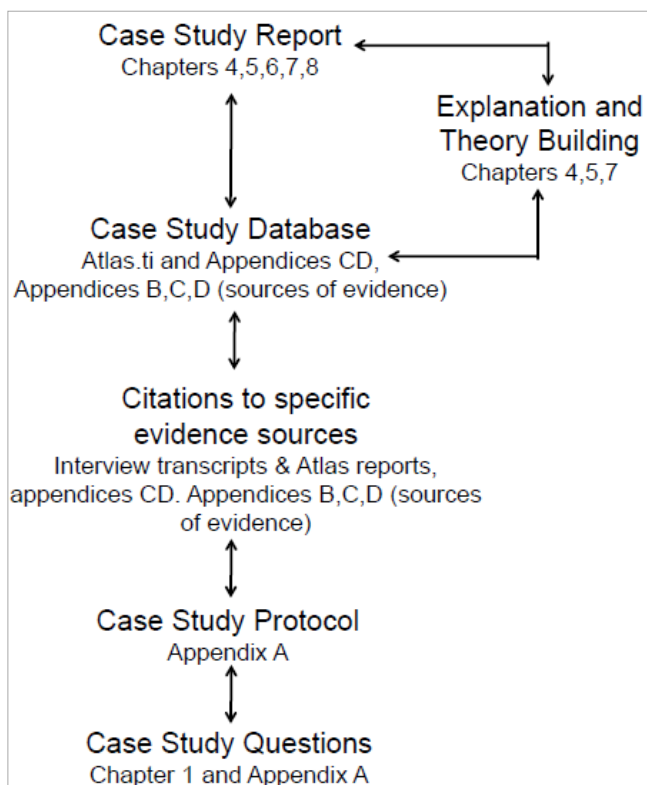 Case Study Report
Chapters 4,5,6,7,8
Explanation and
Theory Building
Chapters 4,5,7
Case Study Database
Atlas.ti and Appendices CD,
Appendices B,C,D (sources of evidence)
Citations to specific
evidence sources
Interview transcripts & Atlas reports,
appendices CD. Appendices B,C,D (sources
of evidence)
Case Study Protocol
Appendix A
Case Study Questions
Chapter 1 and Appendix A